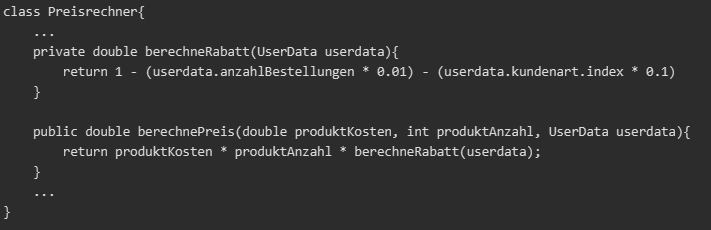 class Preisrechner{
    ...
    private double berechneRabatt(UserData userdata){
        return 1 - (userdata.anzahlBestellungen * 0.01) - (userdata.kundenart.index * 0.1)
    }

    public double berechnePreis(double produktKosten, int produktAnzahl, UserData userdata){
        return produktKosten * produktAnzahl * berechneRabatt(userdata);
    }
    ...
}